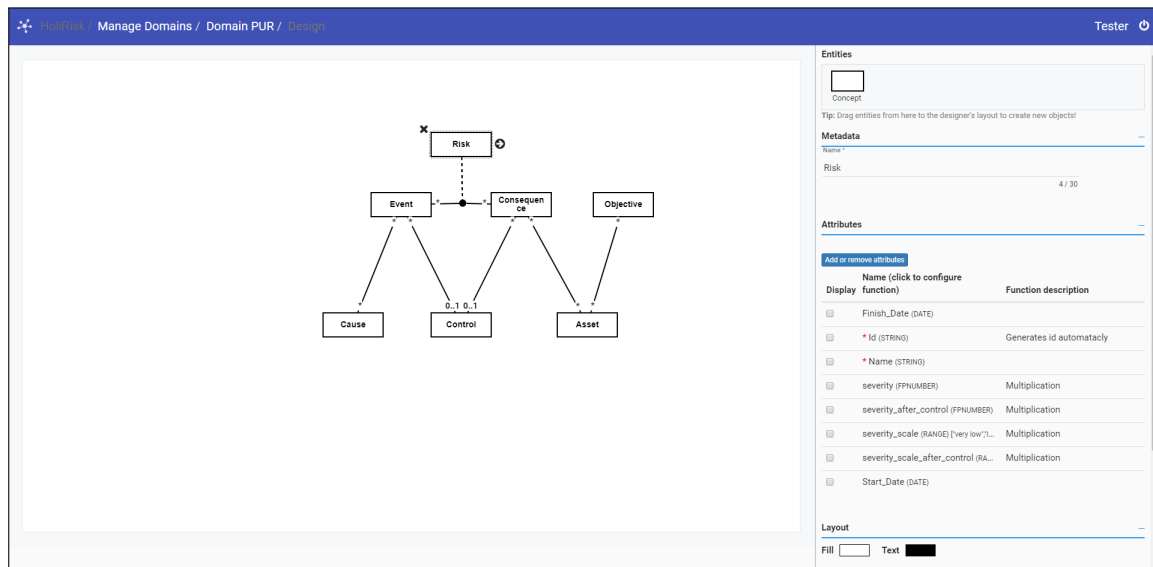 HoliRisk / Manage Domains / Domain PUR / Design
Tester
Risk
Event
*
*
Consequen
ce
Objective
* *
* *
*
*
0..1 0..1
* *
Cause
Control
Asset
Entities
Concept
Tip: Drag entities from here to the designer's layout to create new objects!
Metadata
Name *
Risk
4 / 30
Attributes
Add or remove attributes
Display
Name (click to configure
function)
Function description
Finish_Date (DATE)
* Id (STRING) Generates id automatacly
* Name (STRING)
severity (FPNUMBER) Multiplication
severity_after_control (FPNUMBER) Multiplication
severity_scale (RANGE) ["very low","l... Multiplication
severity_scale_after_control (RA... Multiplication
Start_Date (DATE)
Layout
Fill Text